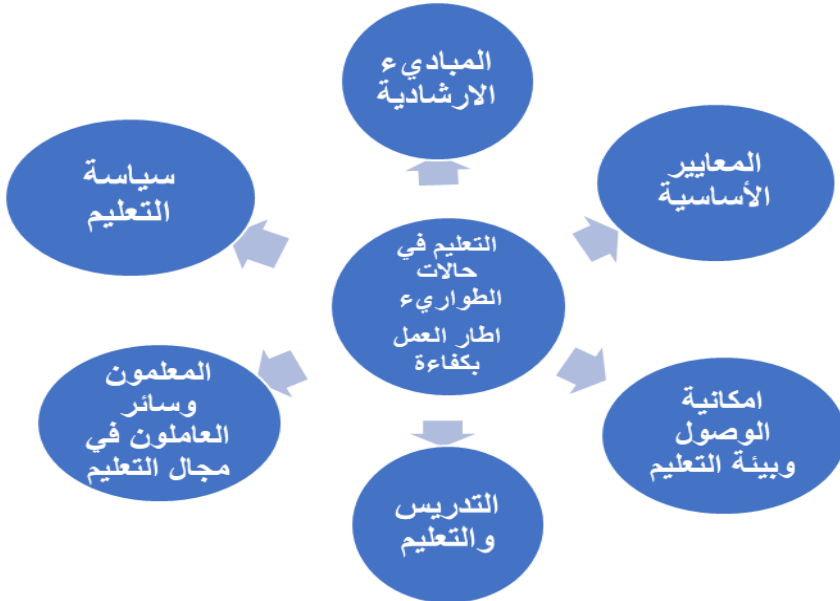 المباديء
الارشادية
المعايير
الأساسية
سياسة
التعليم
التعليم في
حالات
الطواريء
اطار العمل
بكفاءة
امكانية
الوصول
وبيئة التعليم
المعلمون
وسائر
العاملون في
مجال التعليم
التدريس
والتعليم